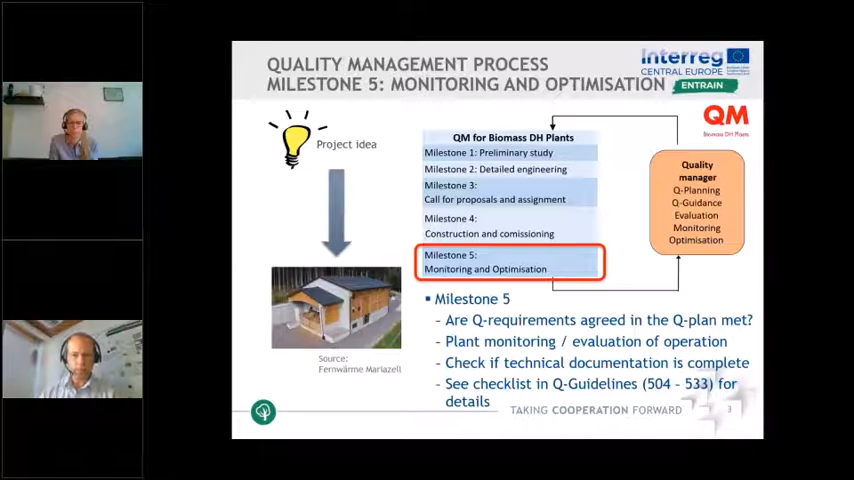 QUALITY MANAGEMENT PROCESS
MILESTONE 5: MONITORING AND OPTIMISATION
Interreg
CENTRAL EUROPE
ENTRAIN
QM
Biomass DH Plants
Project idea
QM for Biomass DH Plants
Milestone 1: Preliminary study
Milestone 2: Detailed engineering
Milestone 3:
Call for proposals and assignment
Milestone 4:
Construction and comissioning
Milestone 5:
Monitoring and Optimisation
Quality
manager
Q-Planning
Q-Guidance
Evaluation
Monitoring
Optimisation
Source:
Fernwärme Mariazell
▪ Milestone 5
- Are Q-requirements agreed in the Q-plan met?
- Plant monitoring / evaluation of operation
- Check if technical documentation is complete
- See checklist in Q-Guidelines (504 - 533) for
details
TAKING COOPERATION FORWARD
3